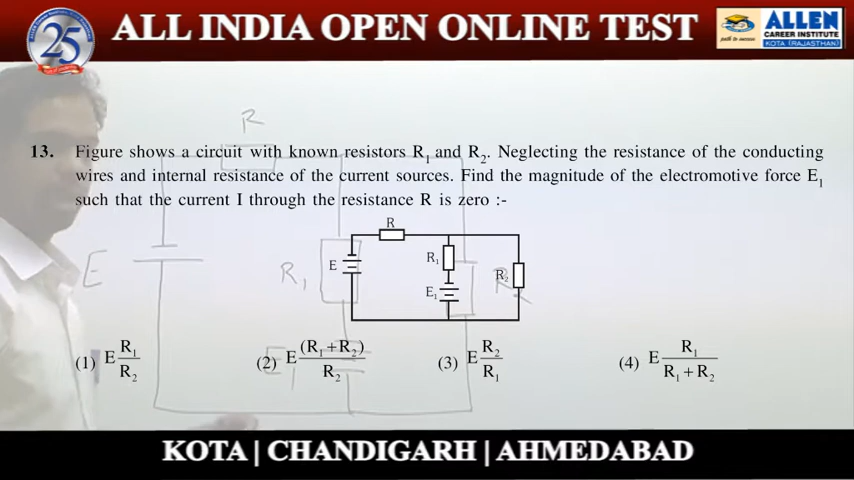 25
ALL INDIA OPEN ONLINE TEST
ALLEN
CAREER INSTITUTE
KOTA (RAJASTHAN)
path to success
R
13. Figure shows a circuit with known resistors R₁ and R₂. Neglecting the resistance of the conducting
wires and internal resistance of the current sources. Find the magnitude of the electromotive force E₁
such that the current I through the resistance R is zero :-
R
E
R₁
E₁
R₂
E
R₁
E₁
(1) E R₁/R₂
(2) E (R₁+R₂)/R₂
(3) E R₂/R₁
(4) E R₁/(R₁ + R₂)
KOTA | CHANDIGARH | AHMEDABAD